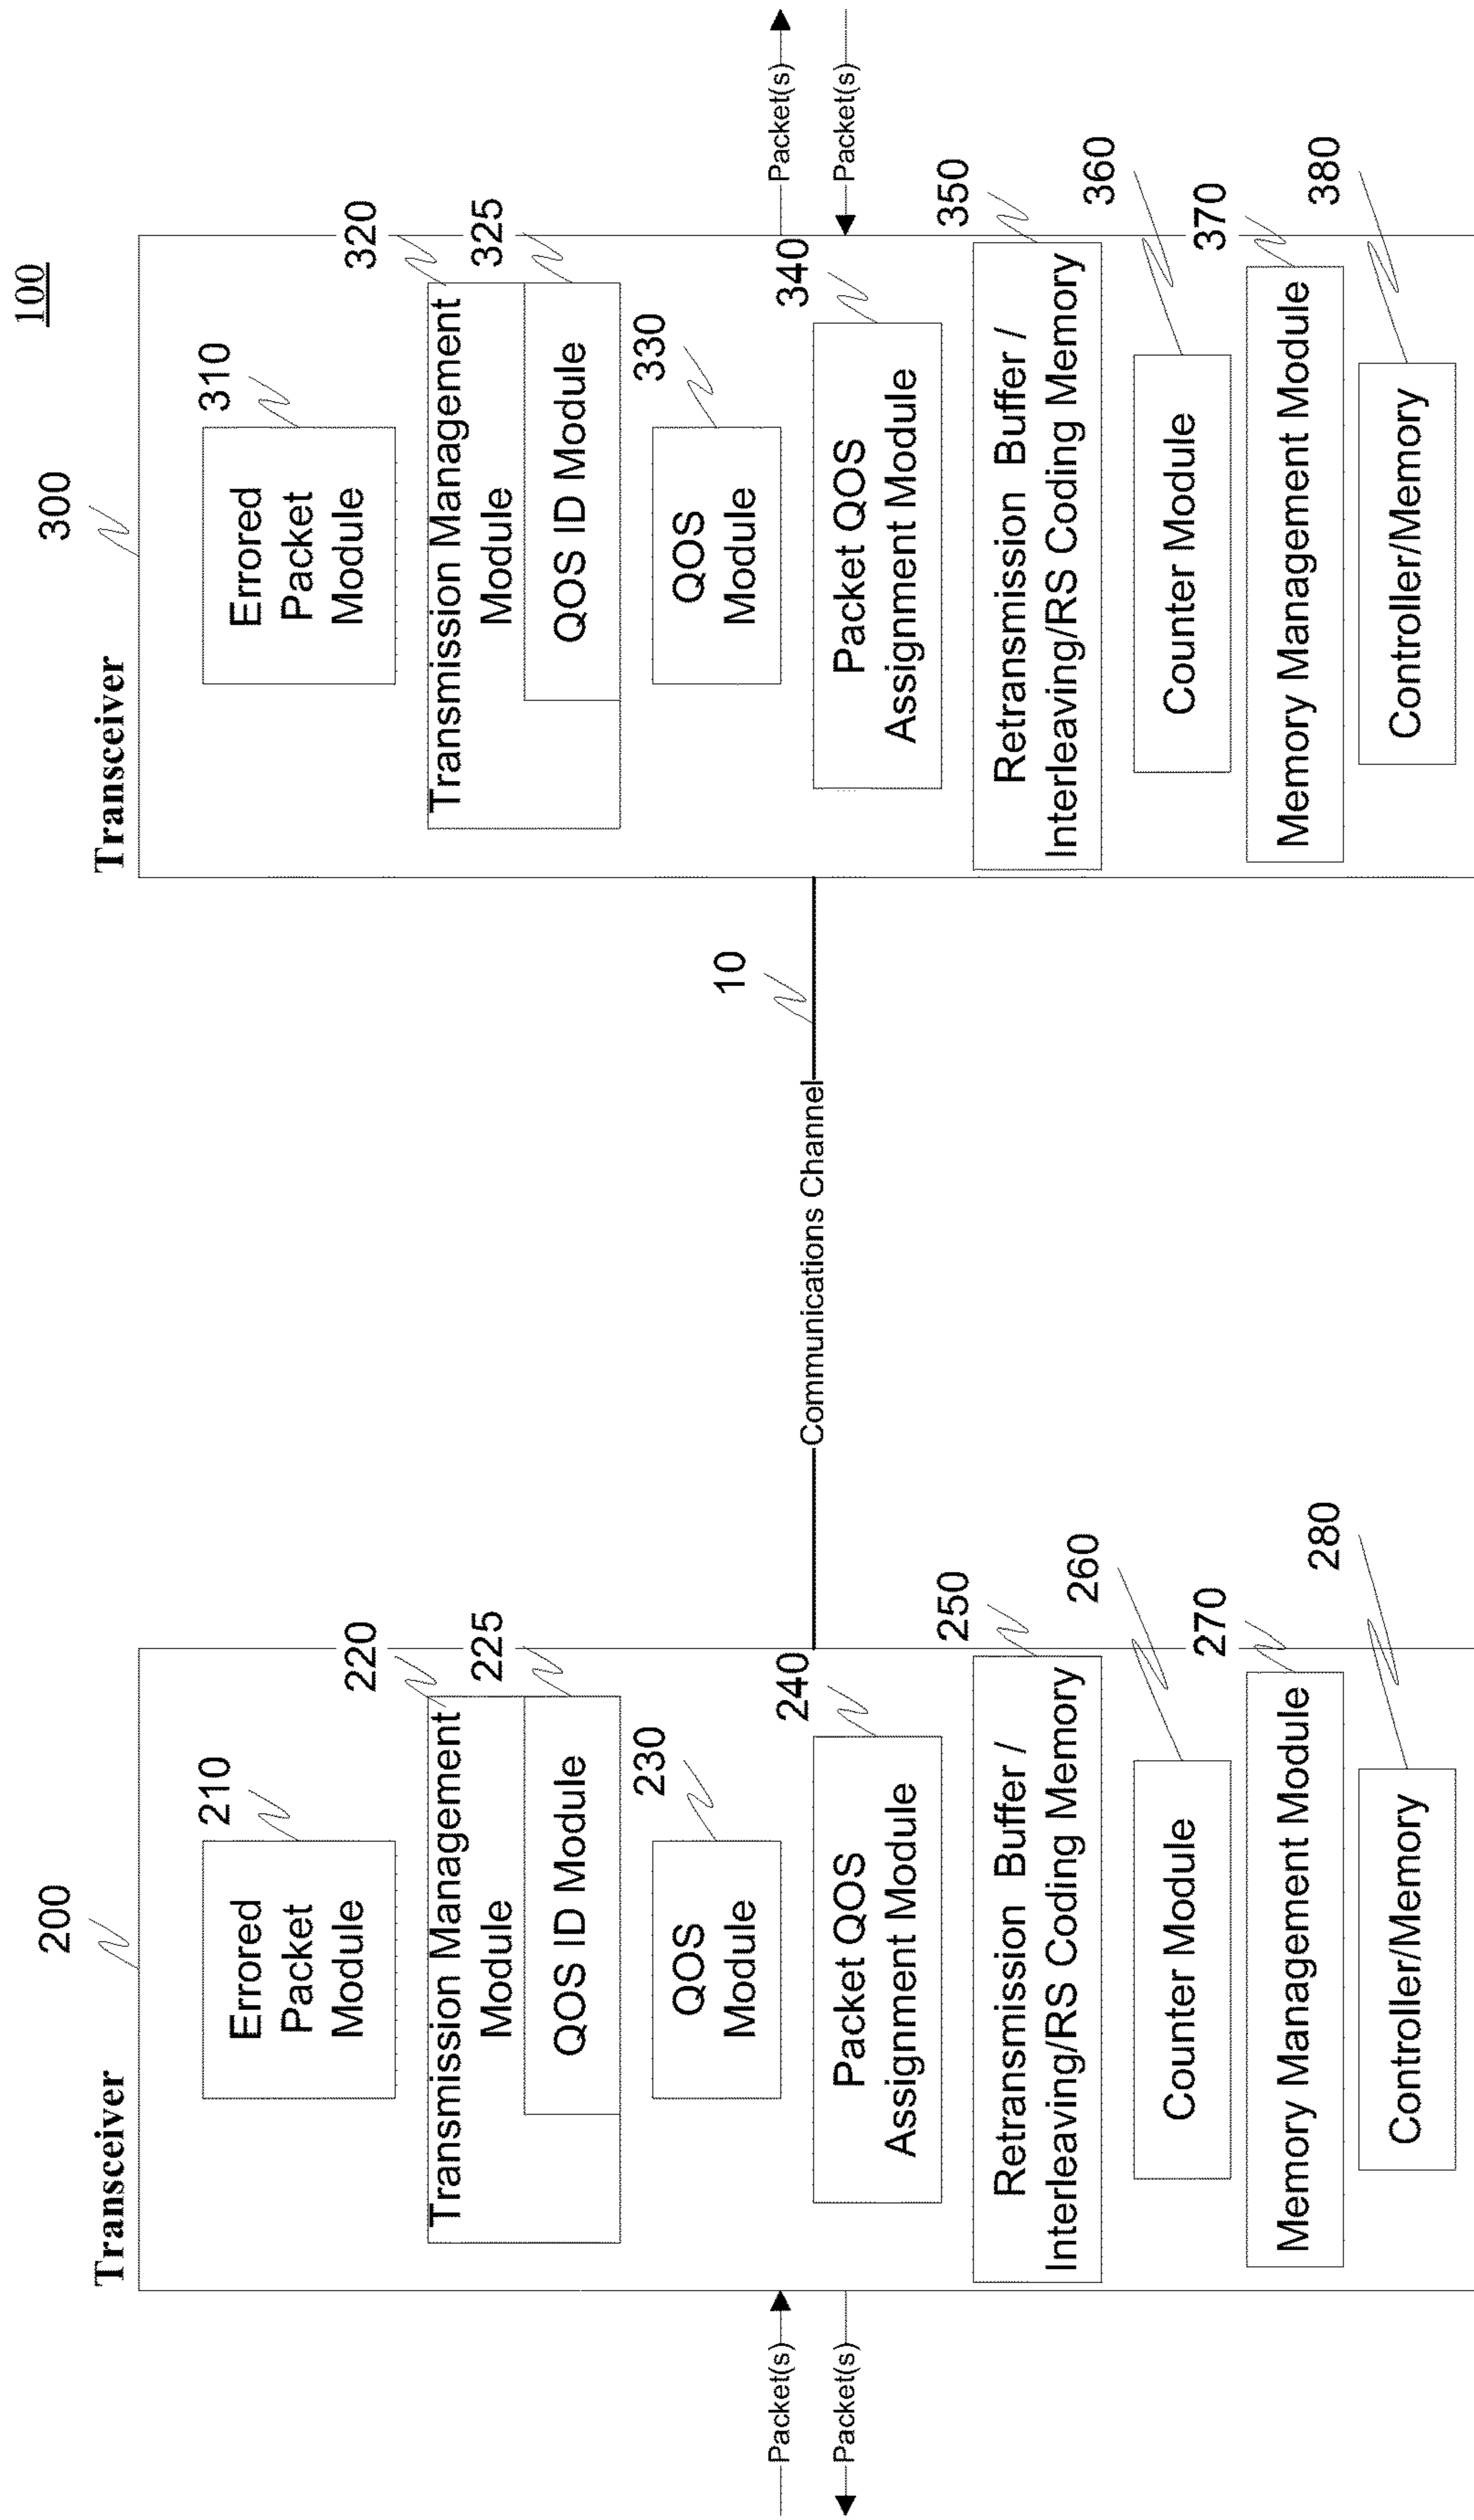 100
Transceiver
200
Errored
Packet
Module
210
Transmission Management
Module
220
QOS ID Module
225
QOS
Module
230
Packet QOS
Assignment Module
240
Retransmission Buffer /
Interleaving/RS Coding Memory
250
Counter Module
260
Memory Management Module
270
Controller/Memory
280
Packet(s)
Packet(s)
Communications Channel
10
Transceiver
300
Errored
Packet
Module
310
Transmission Management
Module
320
QOS ID Module
325
QOS
Module
330
Packet QOS
Assignment Module
340
Retransmission Buffer /
Interleaving/RS Coding Memory
350
Counter Module
360
Memory Management Module
370
Controller/Memory
380
Packet(s)
Packet(s)